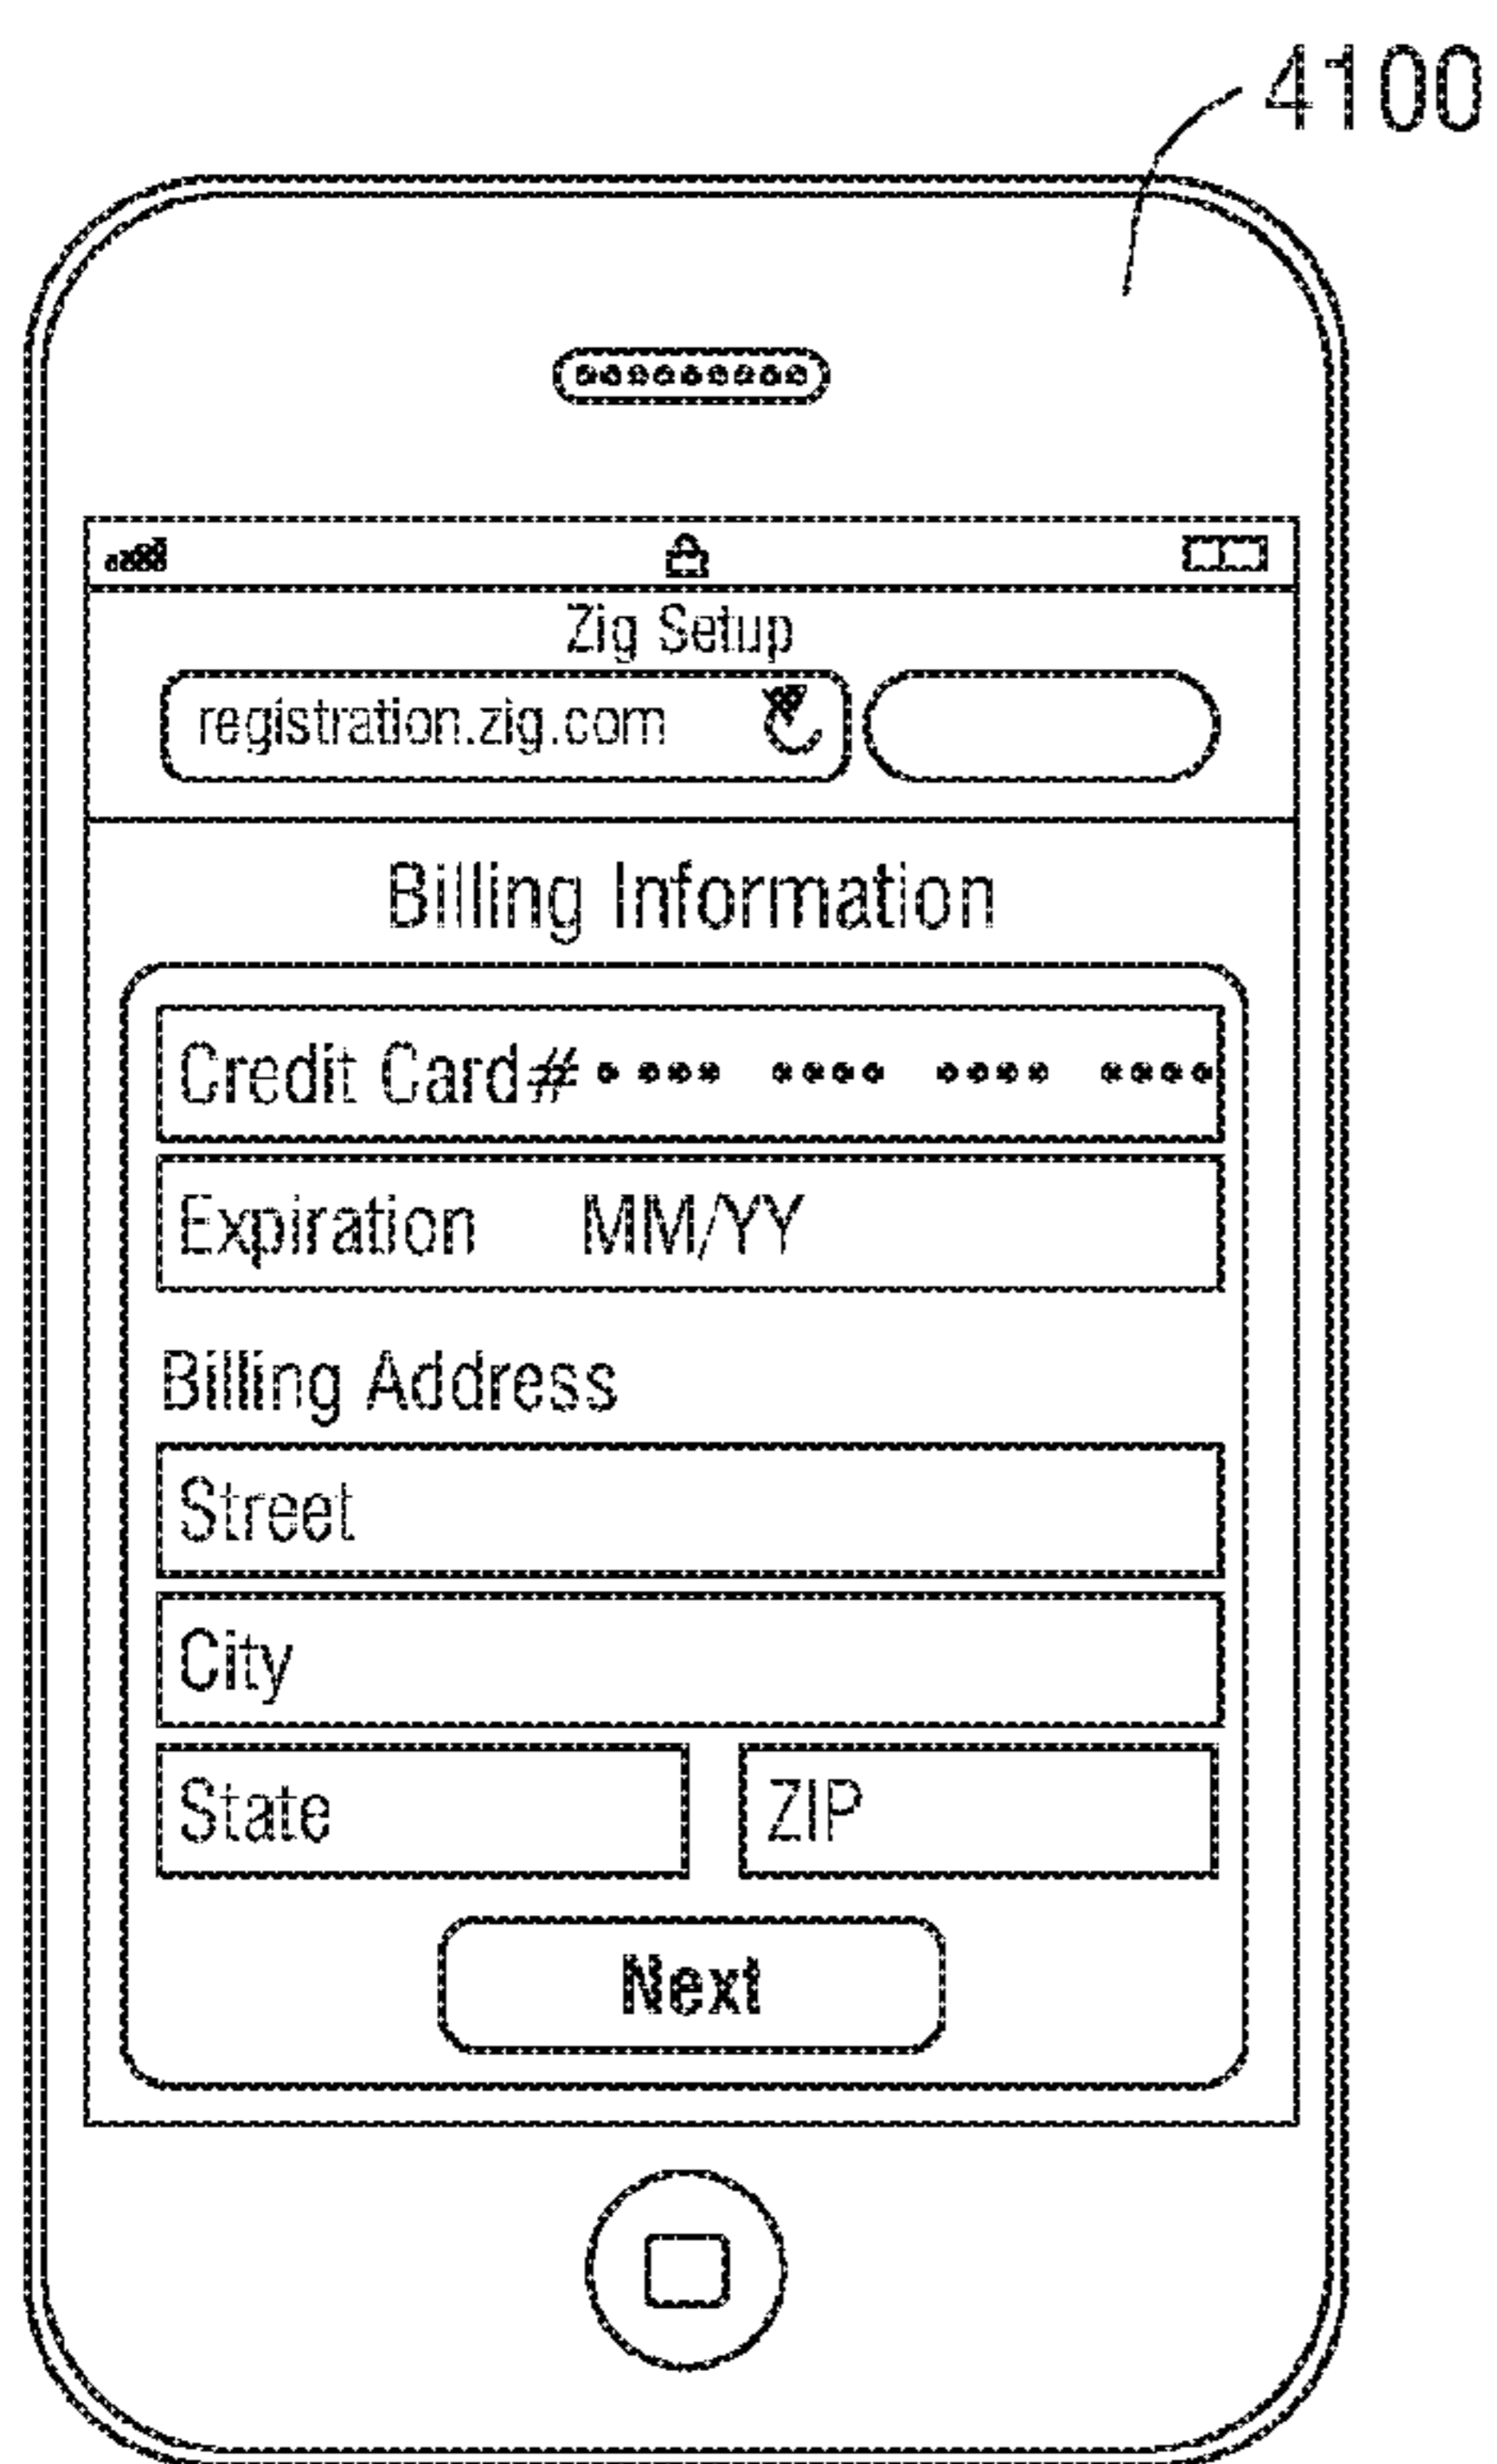 4100
Zig Setup
registration.zig.com
Billing Information
Credit Card# •••• •••• •••• ••••
Expiration MM/YY
Billing Address
Street
City
State ZIP
Next